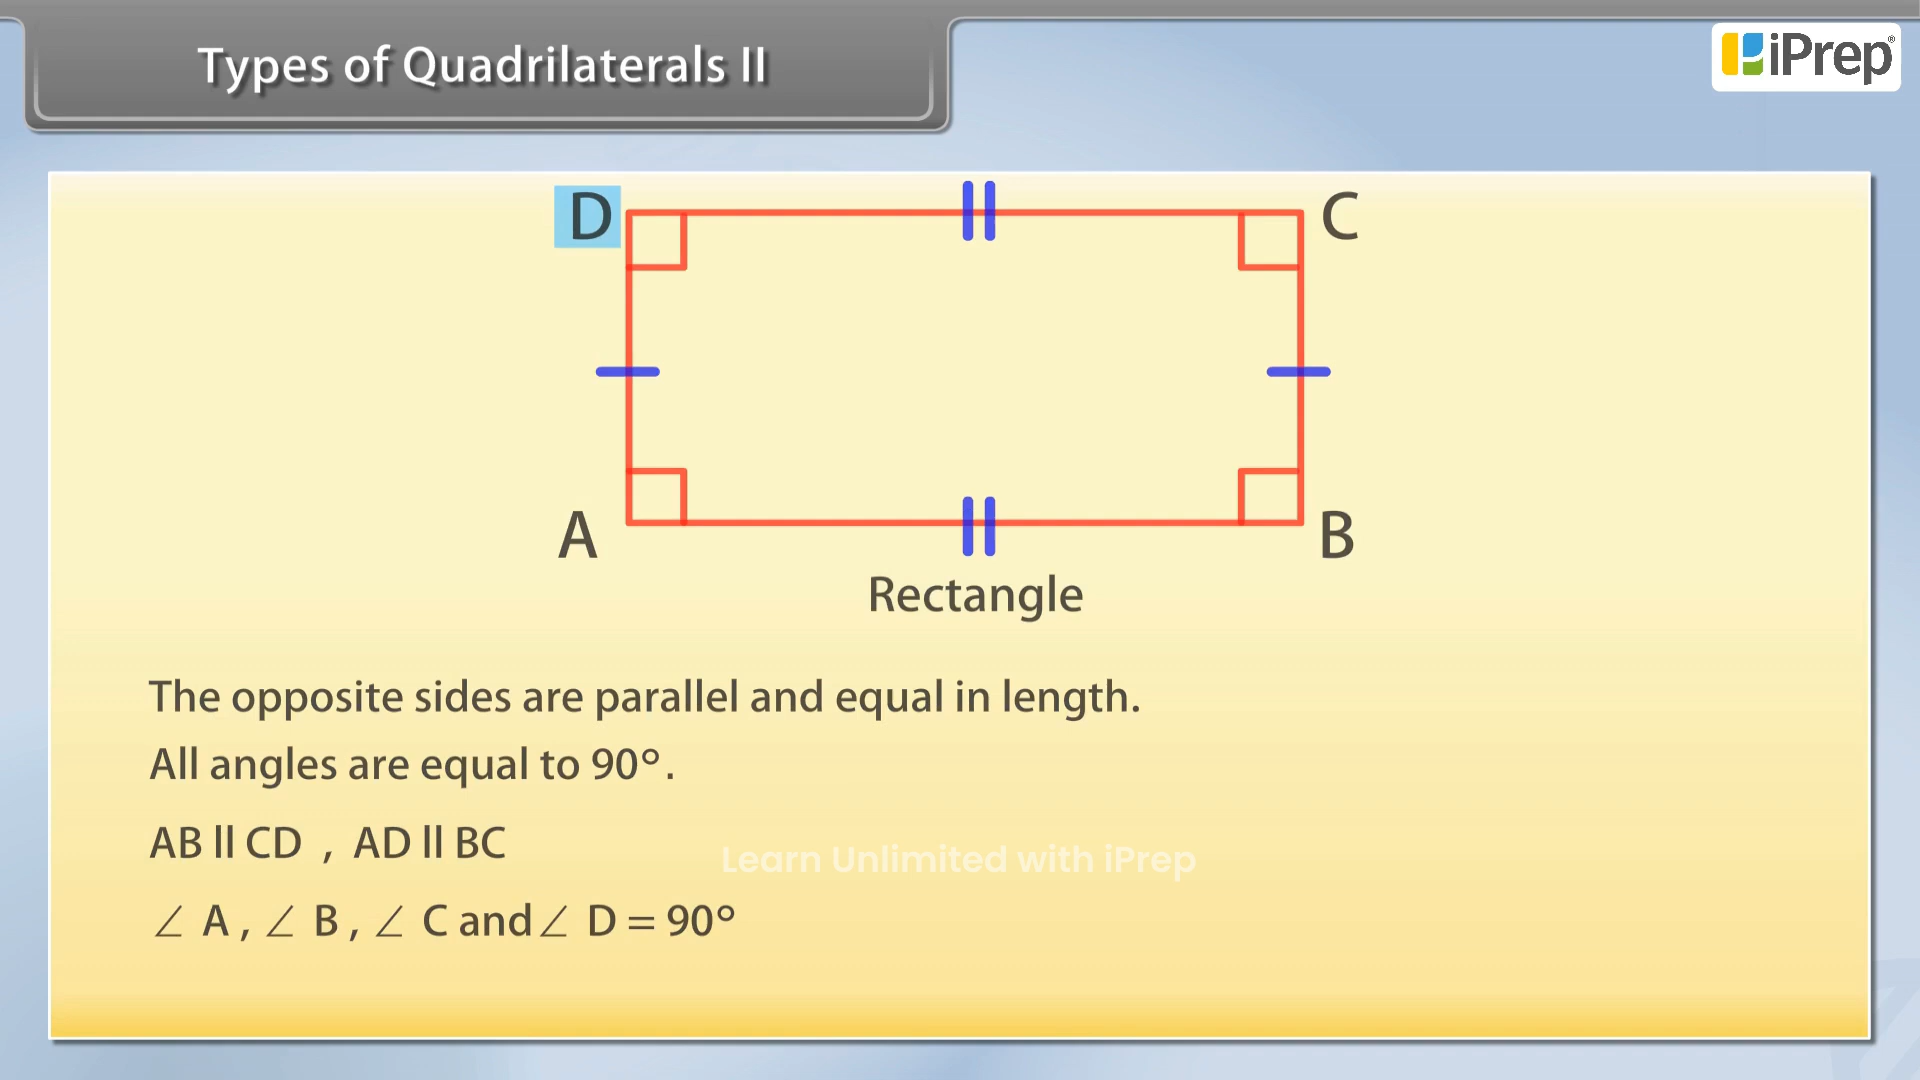 Types of Quadrilaterals II
iPrep®
D
C
A
B
Rectangle
The opposite sides are parallel and equal in length.
All angles are equal to 90°.
AB ll CD , AD ll BC
Learn Unlimited with iPrep
∠ A , ∠ B , ∠ C and ∠ D = 90°